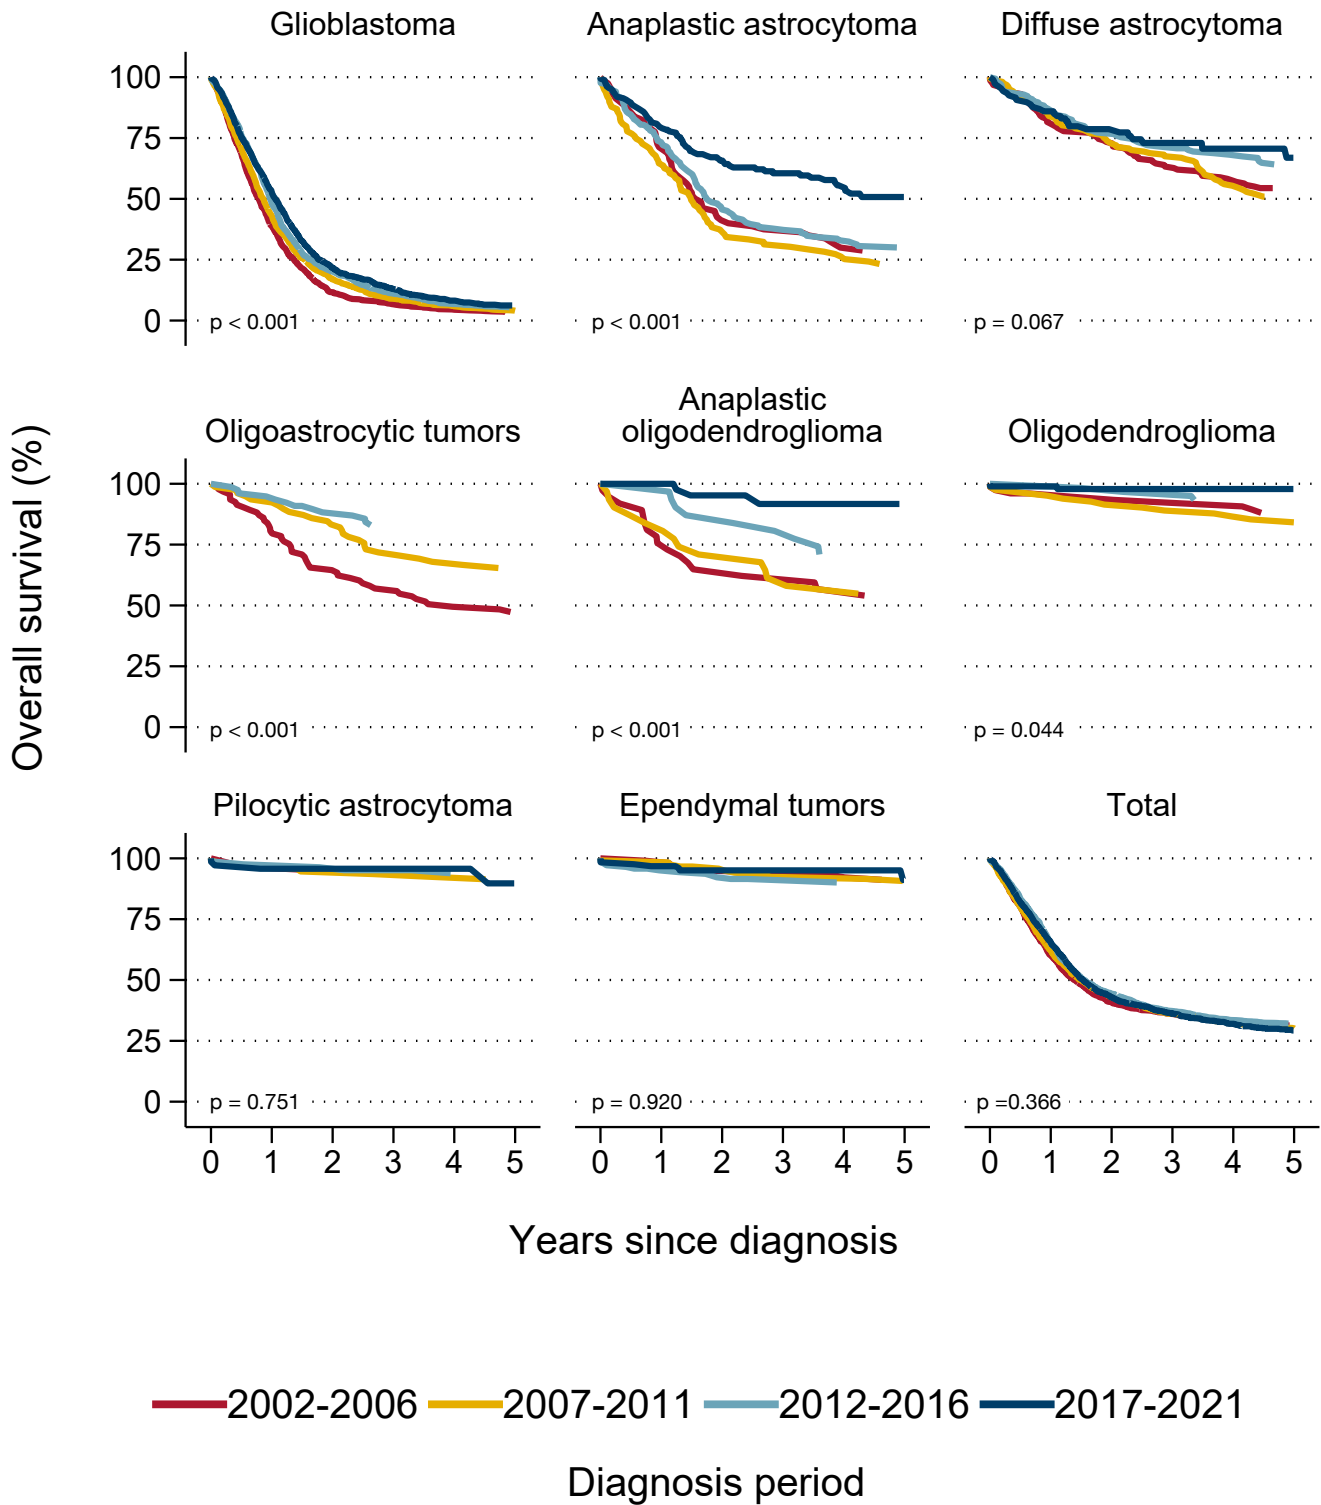 Glioblastoma
Anaplastic astrocytoma
Diffuse astrocytoma
100
75
50
25
0
p < 0.001
p < 0.001
p = 0.067
Overall survival (%)
Oligoastrocytic tumors
Anaplastic
oligodendroglioma
Oligodendroglioma
100
75
50
25
0
p < 0.001
p < 0.001
p = 0.044
Pilocytic astrocytoma
Ependymal tumors
Total
100
75
50
25
0
p = 0.751
p = 0.920
p =0.366
0 1 2 3 4 5
0 1 2 3 4 5
0 1 2 3 4 5
Years since diagnosis
2002-2006 2007-2011 2012-2016 2017-2021
Diagnosis period